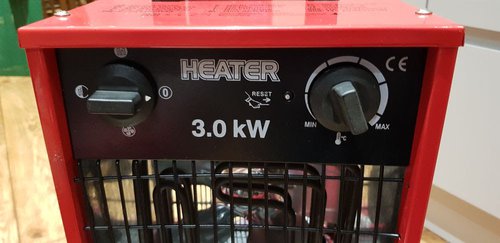 HEATER
CE
RESET
0
3.0 kW
MIN
MAX
°C